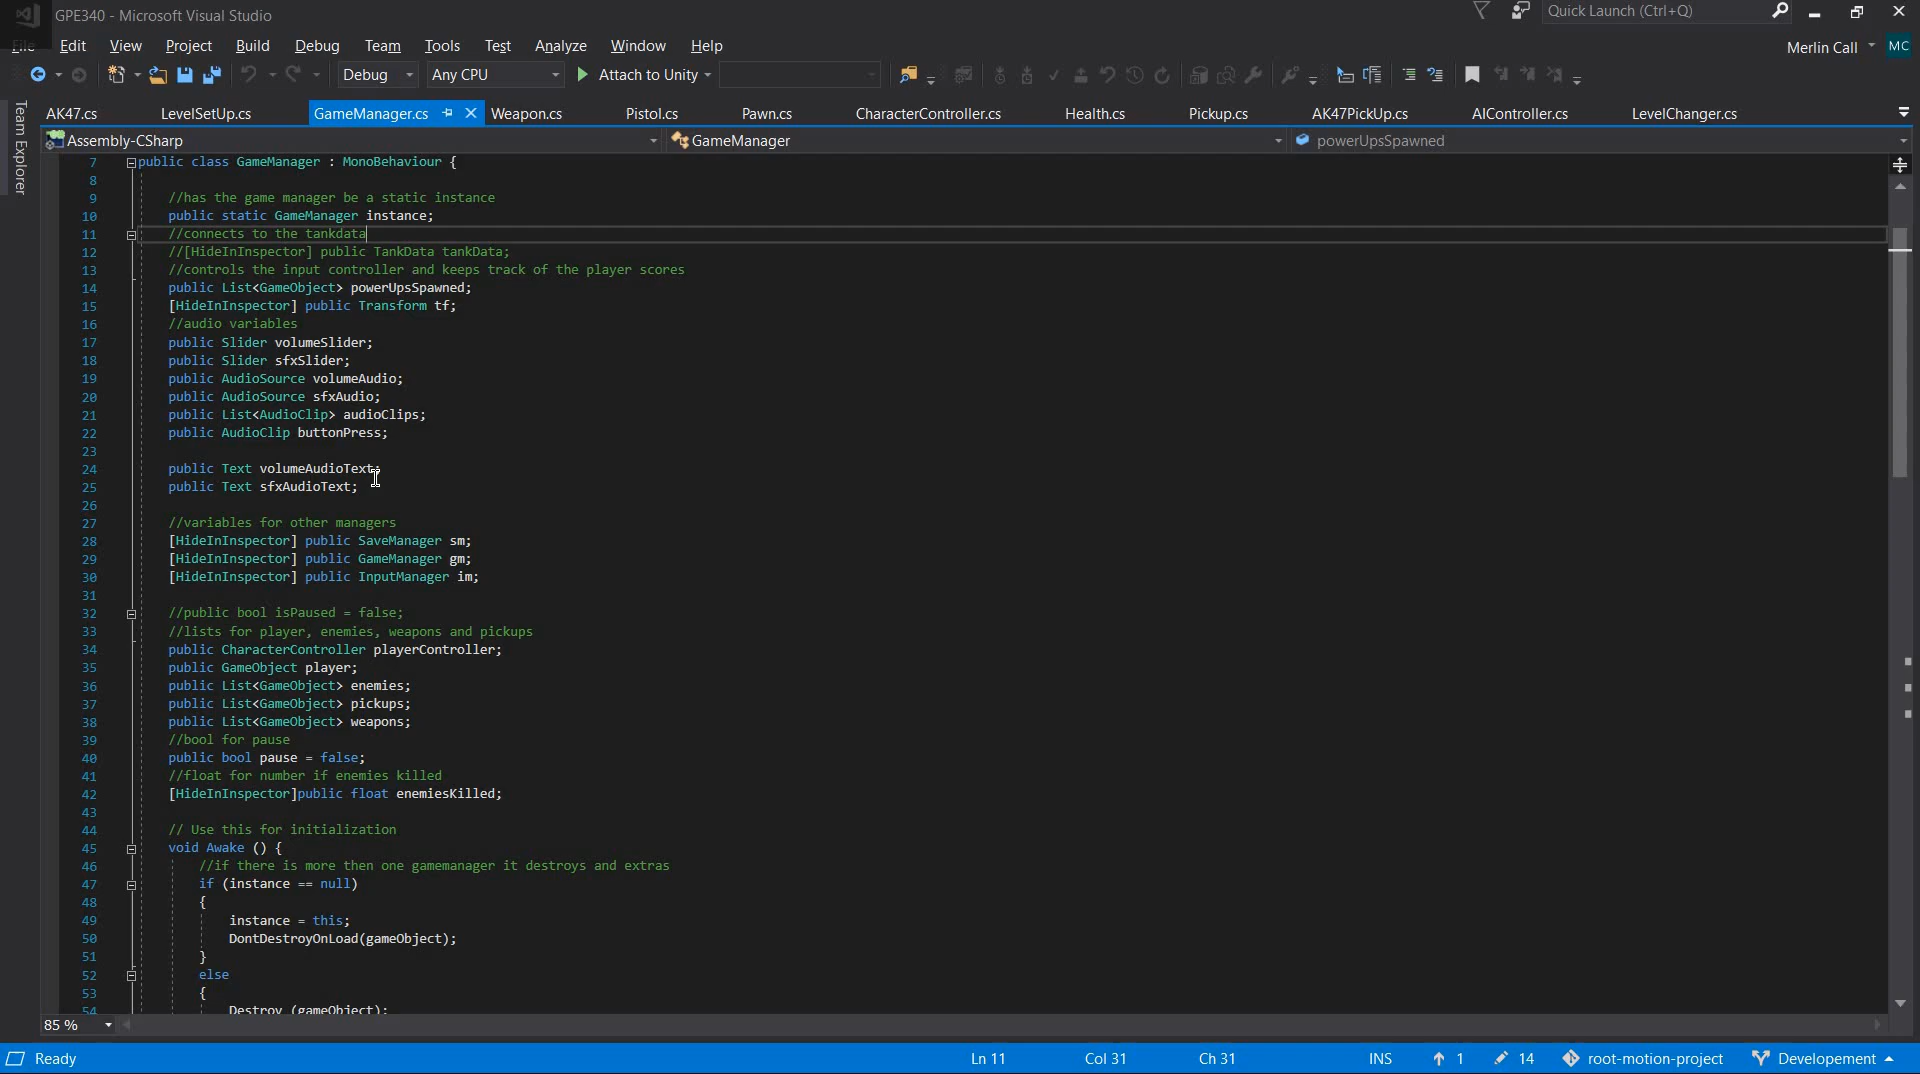 GPE340 - Microsoft Visual Studio
Quick Launch (Ctrl+Q)
File Edit View Project Build Debug Team Tools Test Analyze Window Help
Merlin Call MC
Debug Any CPU Attach to Unity
Team Explorer
AK47.cs LevelSetUp.cs GameManager.cs Weapon.cs Pistol.cs Pawn.cs CharacterController.cs Health.cs Pickup.cs AK47PickUp.cs AIController.cs LevelChanger.cs
Assembly-CSharp GameManager powerUpsSpawned
7 public class GameManager : MonoBehaviour {
8
9 //has the game manager be a static instance
10 public static GameManager instance;
11 //connects to the tankdata
12 //[HideInInspector] public TankData tankData;
13 //controls the input controller and keeps track of the player scores
14 public List<GameObject> powerUpsSpawned;
15 [HideInInspector] public Transform tf;
16 //audio variables
17 public Slider volumeSlider;
18 public Slider sfxSlider;
19 public AudioSource volumeAudio;
20 public AudioSource sfxAudio;
21 public List<AudioClip> audioClips;
22 public AudioClip buttonPress;
23
24 public Text volumeAudioText;
25 public Text sfxAudioText;
26
27 //variables for other managers
28 [HideInInspector] public SaveManager sm;
29 [HideInInspector] public GameManager gm;
30 [HideInInspector] public InputManager im;
31
32 //public bool isPaused = false;
33 //lists for player, enemies, weapons and pickups
34 public CharacterController playerController;
35 public GameObject player;
36 public List<GameObject> enemies;
37 public List<GameObject> pickups;
38 public List<GameObject> weapons;
39 //bool for pause
40 public bool pause = false;
41 //float for number if enemies killed
42 [HideInInspector]public float enemiesKilled;
43
44 // Use this for initialization
45 void Awake () {
46 //if there is more then one gamemanager it destroys and extras
47 if (instance == null)
48 {
49 instance = this;
50 DontDestroyOnLoad(gameObject);
51 }
52 else
53 {
54 Destroy (gameObject);
85 %
Ready Ln 11 Col 31 Ch 31 INS 1 14 root-motion-project Developement